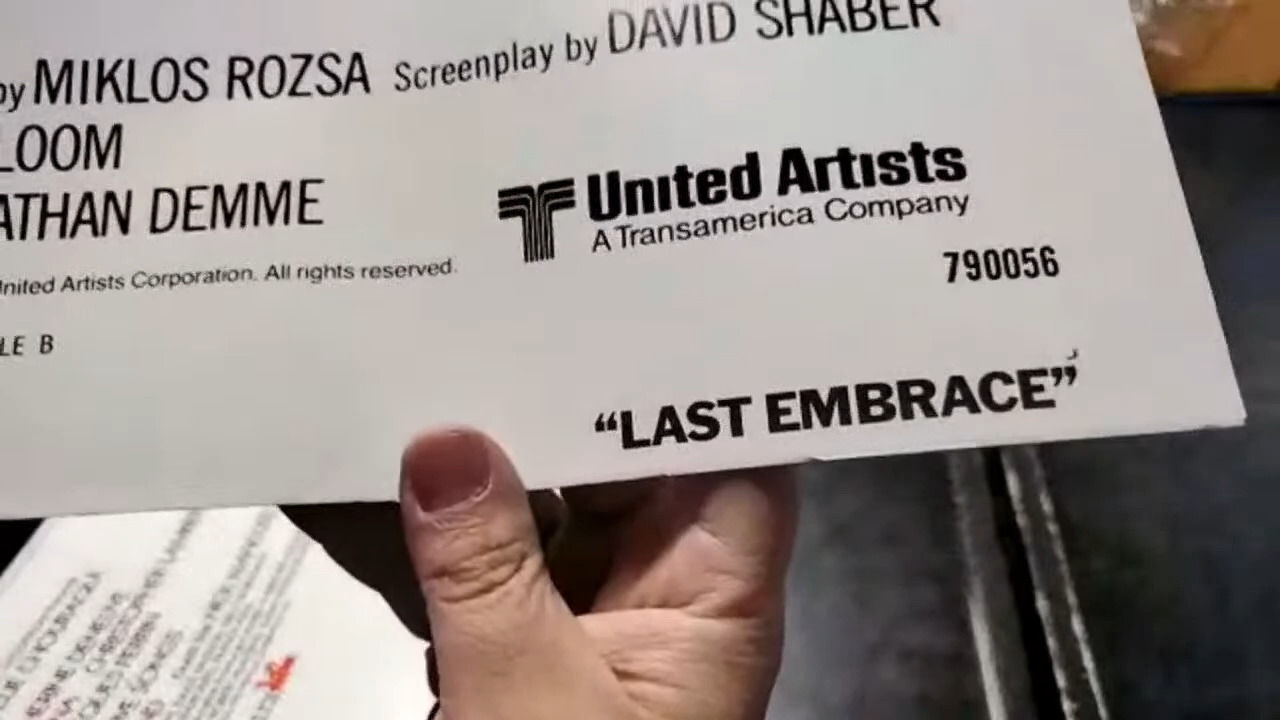 by MIKLOS ROZSA Screenplay by DAVID SHABER
LOOM
ATHAN DEMME
United Artists
A Transamerica Company
United Artists Corporation. All rights reserved.
790056
LE B
“LAST EMBRACE”